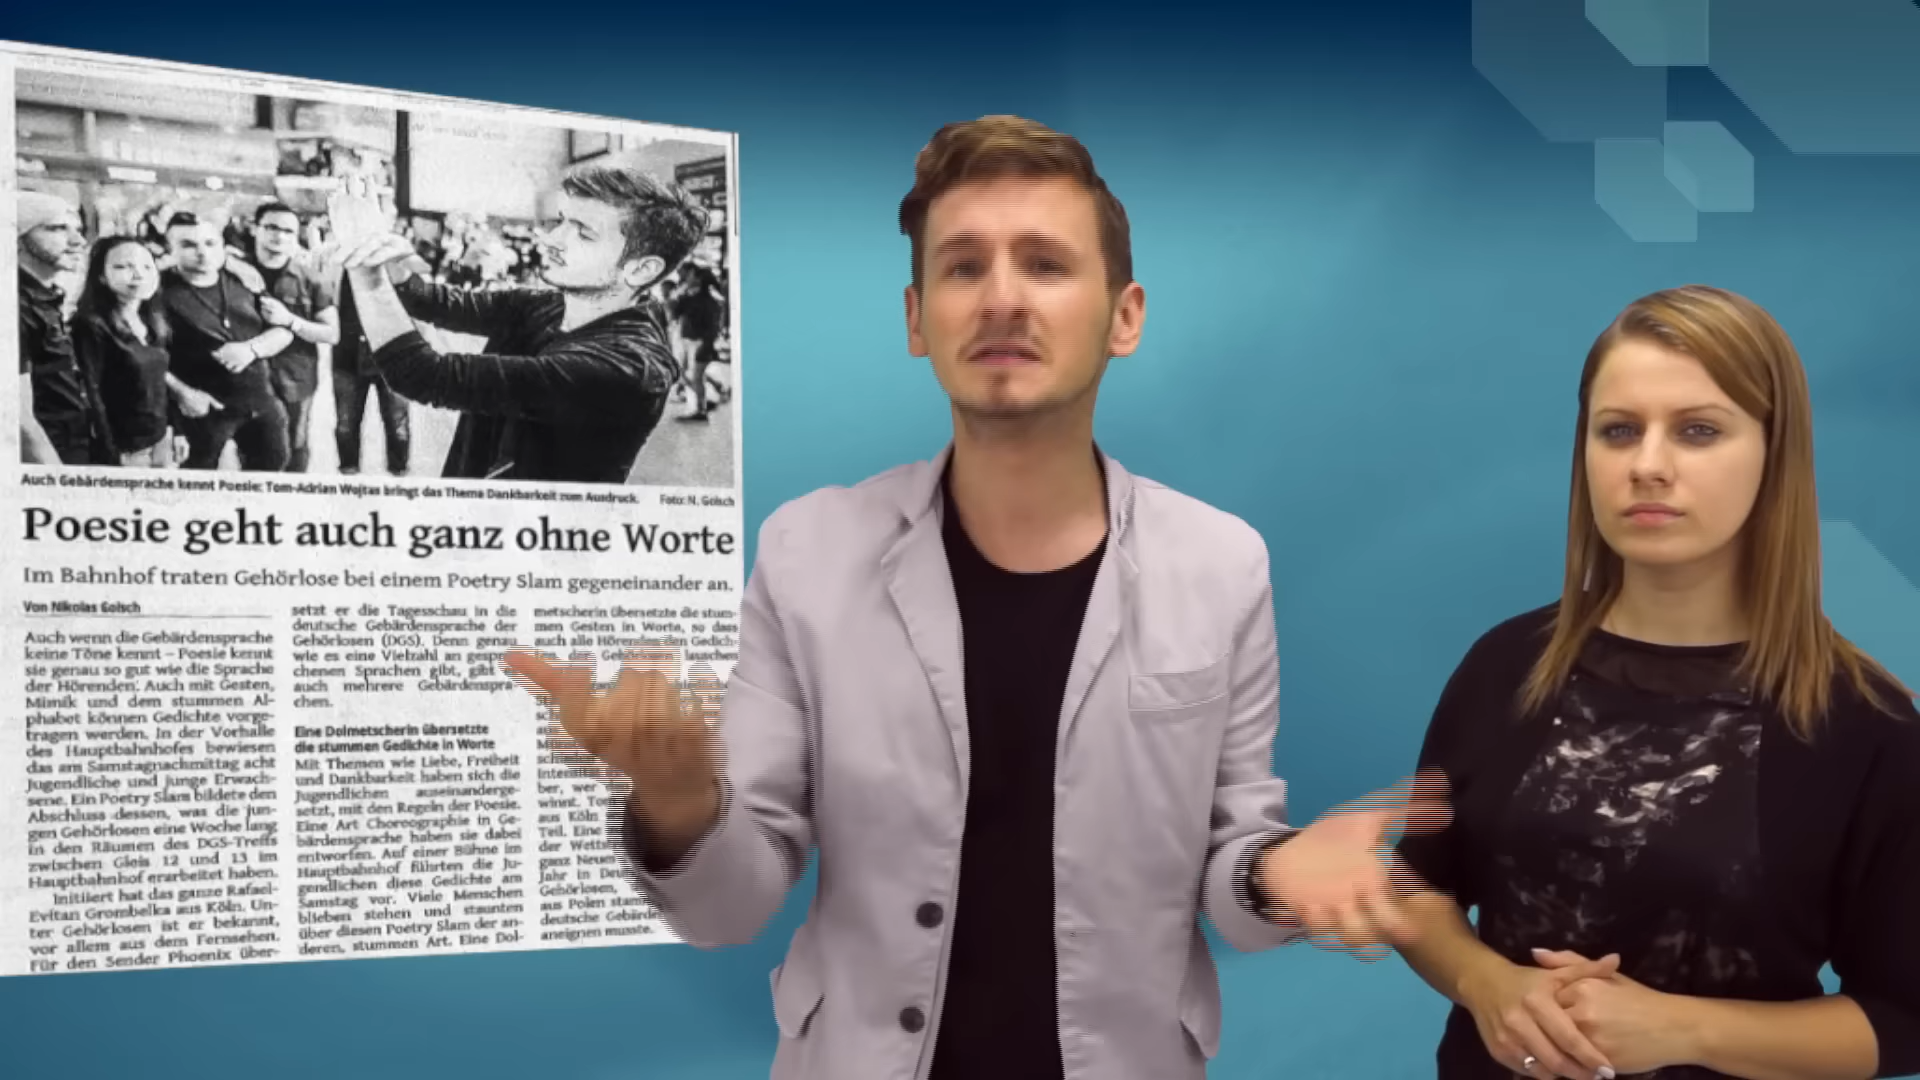 Auch Gebärdensprache kennt Poesie: Tom-Adrian Wojtas bringt das Thema Dankbarkeit zum Ausdruck. Foto: N. Golsch
Poesie geht auch ganz ohne Worte
Im Bahnhof traten Gehörlose bei einem Poetry Slam gegeneinander an.
Von Nikolas Golsch
Auch wenn die Gebärdensprache
keine Töne kennt – Poesie kennt
sie genau so gut wie die Sprache
der Hörenden. Auch mit Gesten,
Mimik und dem stummen Al-
phabet können Gedichte vorge-
tragen werden. In der Vorhalle
des Hauptbahnhofes bewiesen
das am Samstagnachmittag acht
Jugendliche und junge Erwach-
sene. Ein Poetry Slam bildete den
Abschluss dessen, was die jun-
gen Gehörlosen eine Woche lang
in den Räumen des DGS-Treffs
zwischen Gleis 12 und 13 im
Hauptbahnhof erarbeitet haben.
Initiiert hat das ganze Rafael-
Evitan Grombelka aus Köln. Un-
ter Gehörlosen ist er bekannt,
vor allem aus dem Fernsehen.
Für den Sender Phoenix über-
setzt er die Tagesschau in die
deutsche Gebärdensprache der
Gehörlosen (DGS). Denn genau
wie es eine Vielzahl an gespro
chenen Sprachen gibt, gibt
auch mehrere Gebärdenspra-
chen.
Eine Dolmetscherin übersetzte
die stummen Gedichte in Worte
Mit Themen wie Liebe, Freiheit
und Dankbarkeit haben sich die
Jugendlichen auseinanderge-
setzt, mit den Regeln der Poesie.
Eine Art Choreographie in Ge-
bärdensprache haben sie dabei
entworfen. Auf einer Bühne im
Hauptbahnhof führten die Ju-
gendlichen diese Gedichte am
Samstag vor. Viele Menschen
blieben stehen und staunten
über diesen Poetry Slam der an-
deren, stummen Art. Eine Dol-
metscherin übersetzte die stum-
men Gesten in Worte, so dass
auch alle Hörenden den Gedich-
der Gehörlosen lauschen
ber, wer
winnt.
aus Köln
Teil. Eine
der
ganz
Jahr in
Gehörlosen,
aus Polen
deutsche
aneignen musste.